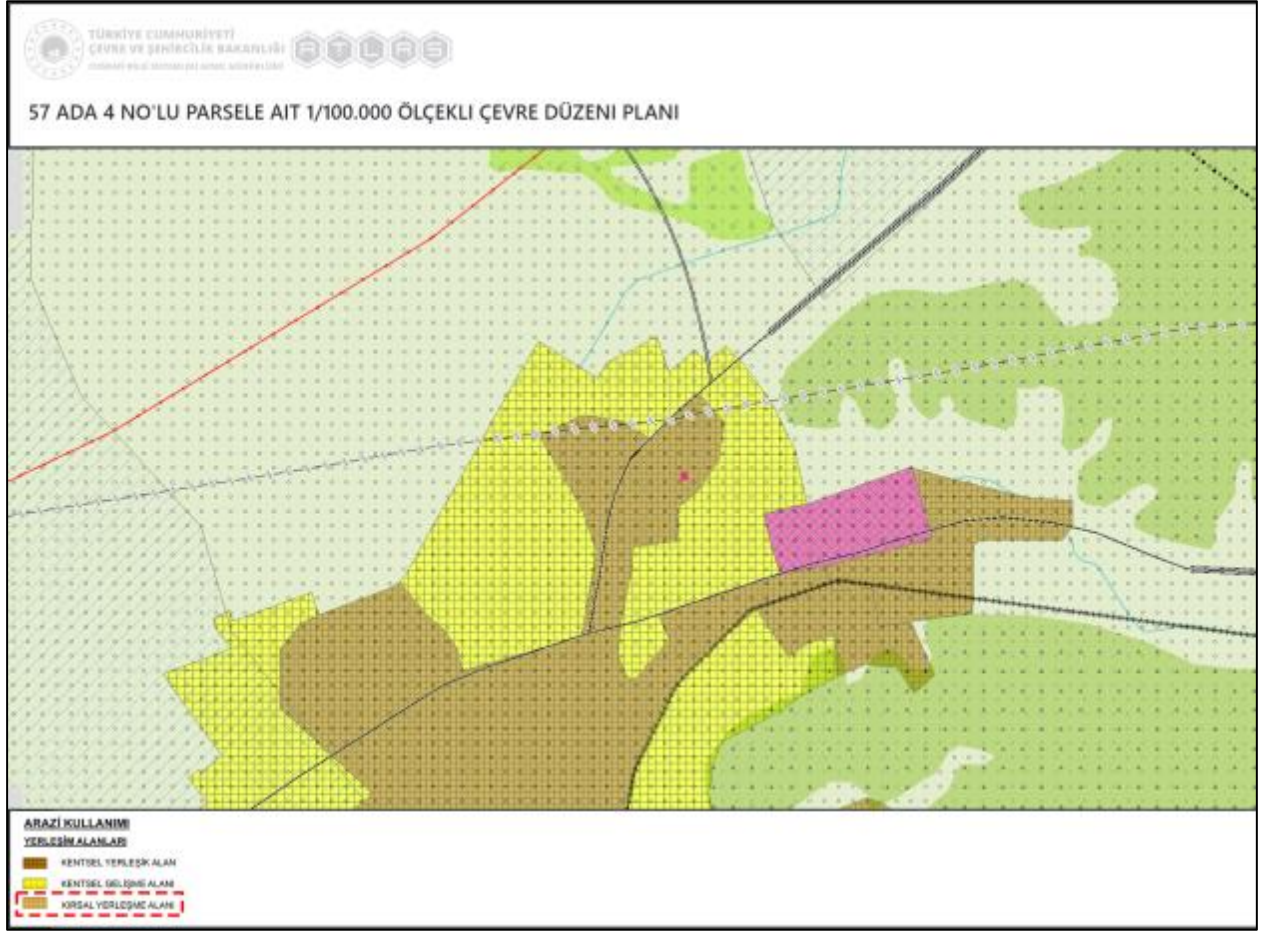 TÜRKİYE CUMHURİYETİ
ÇEVRE VE ŞEHİRCİLİK BAKANLIĞI
ATLAS
57 ADA 4 NO'LU PARSELE AIT 1/100.000 ÖLÇEKLI ÇEVRE DÜZENI PLANI
ARAZİ KULLANIMI
YERLEŞİM ALANLARI
KENTSEL YERLEŞİK ALAN
KENTSEL GELİŞME ALANI
KIRSAL YERLEŞME ALANI